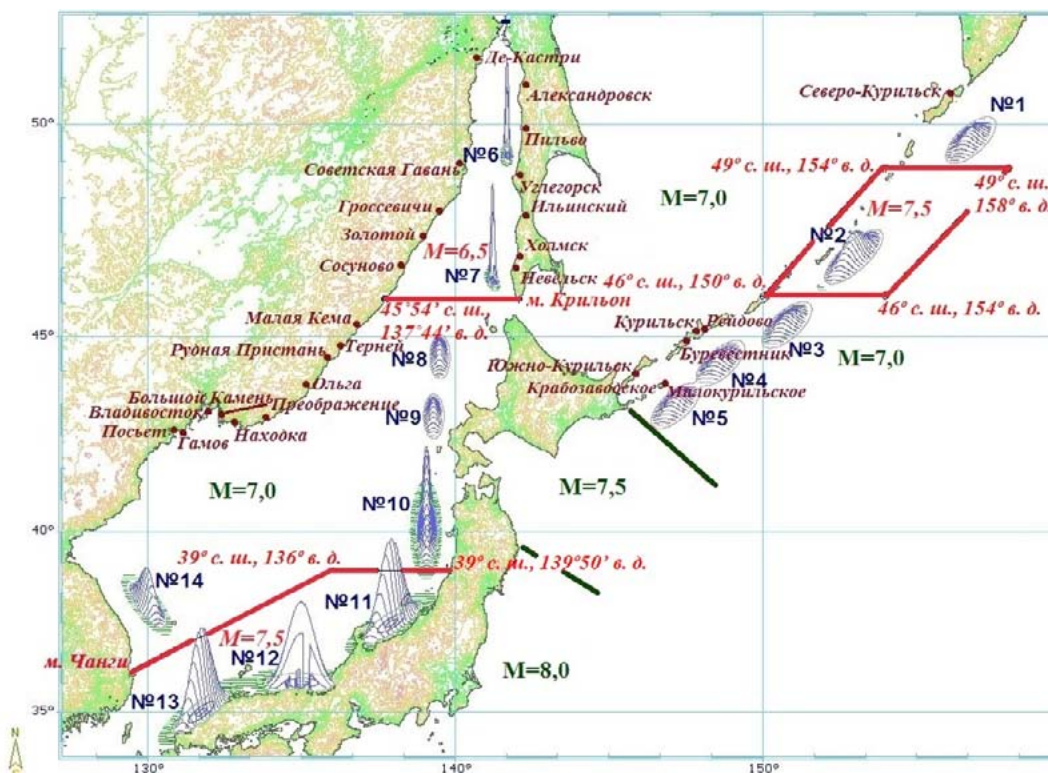 Де-Кастри
Северо-Курильск
№1
Александровск
50°
Пильво
№6
Советская Гавань
49° с. ш., 154° в. д.
49° с. ш.
158° в. д.
Углегорск
М=7,0
М=7,5
Гроссевичи
Ильинский
№2
Золотой
М=6,5
Холмск
Сосуново
№7
Невельск
46° с. ш., 150° в. д.
45°54' с. ш.,
137°44' в. д.
м. Крильон
46° с. ш., 154° в. д.
Малая Кема
Курильск
Рейдово
№3
45°
Терней
№8
Буревестник
М=7,0
Рудная Пристань
Южно-Курильск
№4
Ольга
Крабозаводское
Малокурильское
Большой Камень
Преображение
№9
№5
Владивосток
Посьет
Гамов
Находка
М=7,0
М=7,5
№10
40°
39° с. ш., 136° в. д.
39° с. ш., 139°50' в. д.
№14
№11
М=7,5
№12
м. Чанги
М=8,0
№13
35°
N
130°
140°
150°